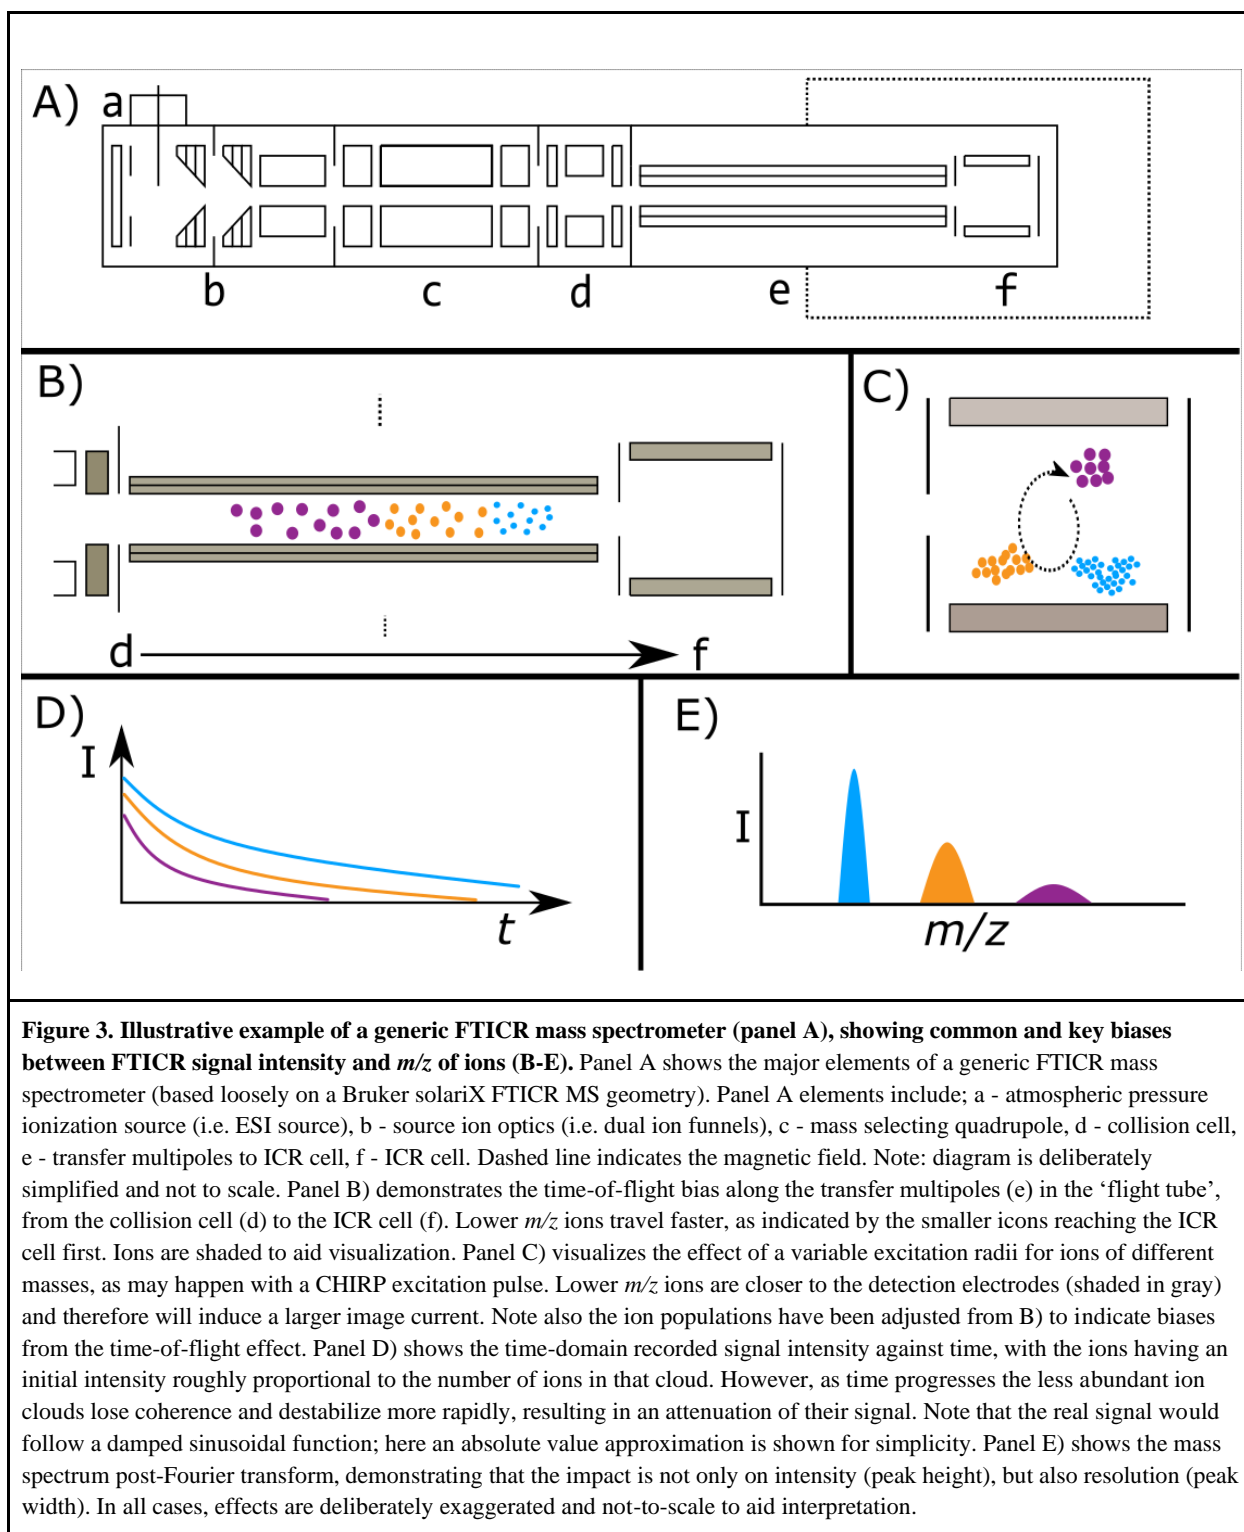 A)
a
b
c
d
e
f
B)
d
f
C)
D)
I
t
E)
I
m/z
Figure 3. Illustrative example of a generic FTICR mass spectrometer (panel A), showing common and key biases
between FTICR signal intensity and m/z of ions (B-E). Panel A shows the major elements of a generic FTICR mass
spectrometer (based loosely on a Bruker solariX FTICR MS geometry). Panel A elements include; a - atmospheric pressure
ionization source (i.e. ESI source), b - source ion optics (i.e. dual ion funnels), c - mass selecting quadrupole, d - collision cell,
e - transfer multipoles to ICR cell, f - ICR cell. Dashed line indicates the magnetic field. Note: diagram is deliberately
simplified and not to scale. Panel B) demonstrates the time-of-flight bias along the transfer multipoles (e) in the ‘flight tube’,
from the collision cell (d) to the ICR cell (f). Lower m/z ions travel faster, as indicated by the smaller icons reaching the ICR
cell first. Ions are shaded to aid visualization. Panel C) visualizes the effect of a variable excitation radii for ions of different
masses, as may happen with a CHIRP excitation pulse. Lower m/z ions are closer to the detection electrodes (shaded in gray)
and therefore will induce a larger image current. Note also the ion populations have been adjusted from B) to indicate biases
from the time-of-flight effect. Panel D) shows the time-domain recorded signal intensity against time, with the ions having an
initial intensity roughly proportional to the number of ions in that cloud. However, as time progresses the less abundant ion
clouds lose coherence and destabilize more rapidly, resulting in an attenuation of their signal. Note that the real signal would
follow a damped sinusoidal function; here an absolute value approximation is shown for simplicity. Panel E) shows the mass
spectrum post-Fourier transform, demonstrating that the impact is not only on intensity (peak height), but also resolution (peak
width). In all cases, effects are deliberately exaggerated and not-to-scale to aid interpretation.